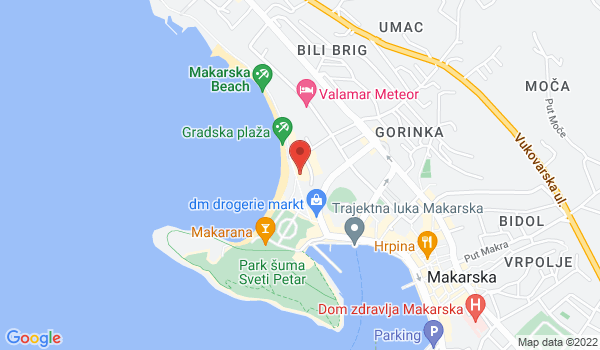 UMAC
BILI BRIG
Makarska
Beach
MOČA
Valamar Meteor
Put Moče
Gradska plaža
GORINKA
Vukovarska ul
dm drogerie markt
Trajektna luka Makarska
BIDOL
Makarana
Hrpina
Put Makra
VRPOLJE
Park šuma
Sveti Petar
Makarska
Dom zdravlja Makarska
H
Parking
P
Google
Map data ©2022